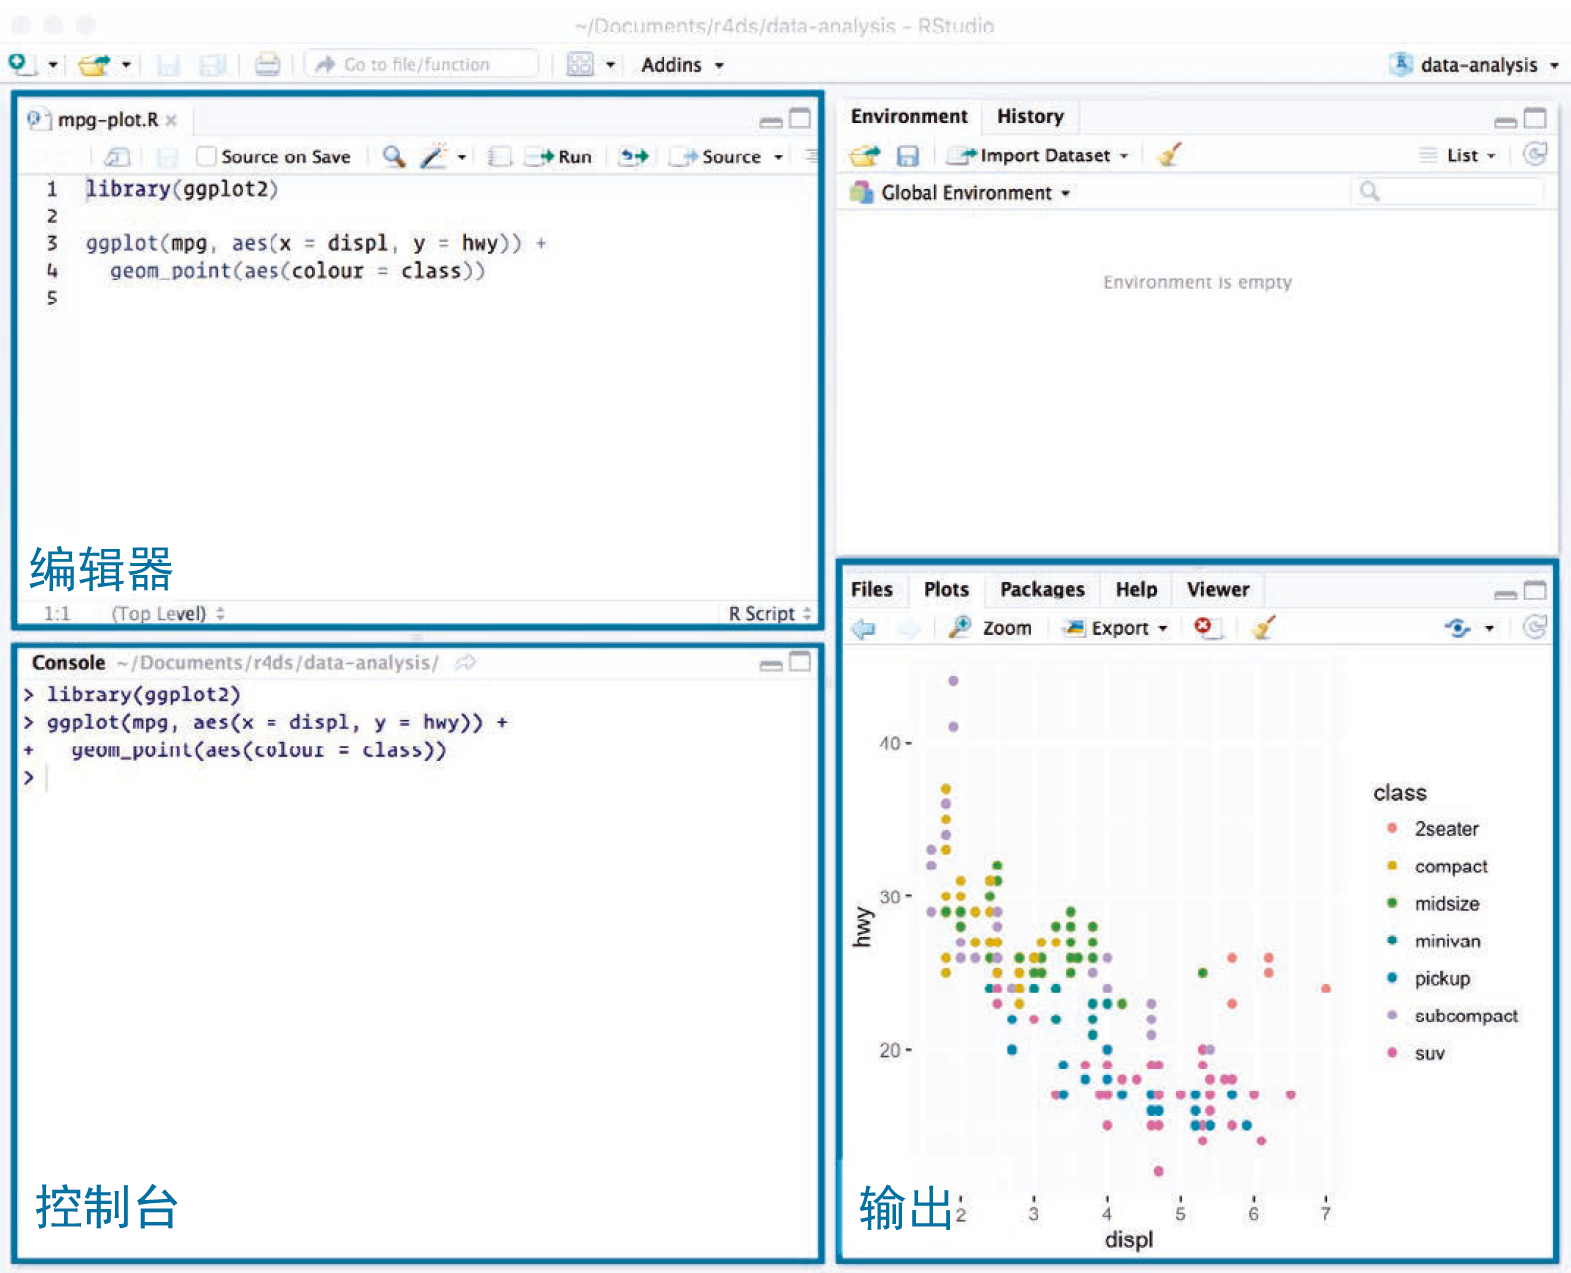 ~/Documents/r4ds/data-analysis - RStudio
Go to file/function
Addins
data-analysis
mpg-plot.R
Source on Save
Run
Source
1 library(ggplot2)
2
3 ggplot(mpg, aes(x = displ, y = hwy)) +
4 geom_point(aes(colour = class))
5
编辑器
1:1 (Top Level)
R Script
Console ~/Documents/r4ds/data-analysis/
> library(ggplot2)
> ggplot(mpg, aes(x = displ, y = hwy)) +
+ geom_point(aes(colour = class))
>
控制台
Environment History
Import Dataset
List
Global Environment
Environment is empty
Files Plots Packages Help Viewer
Zoom
Export
40
30
20
hwy
class
2seater
compact
midsize
minivan
pickup
subcompact
suv
输出
2 3 4 5 6 7
displ